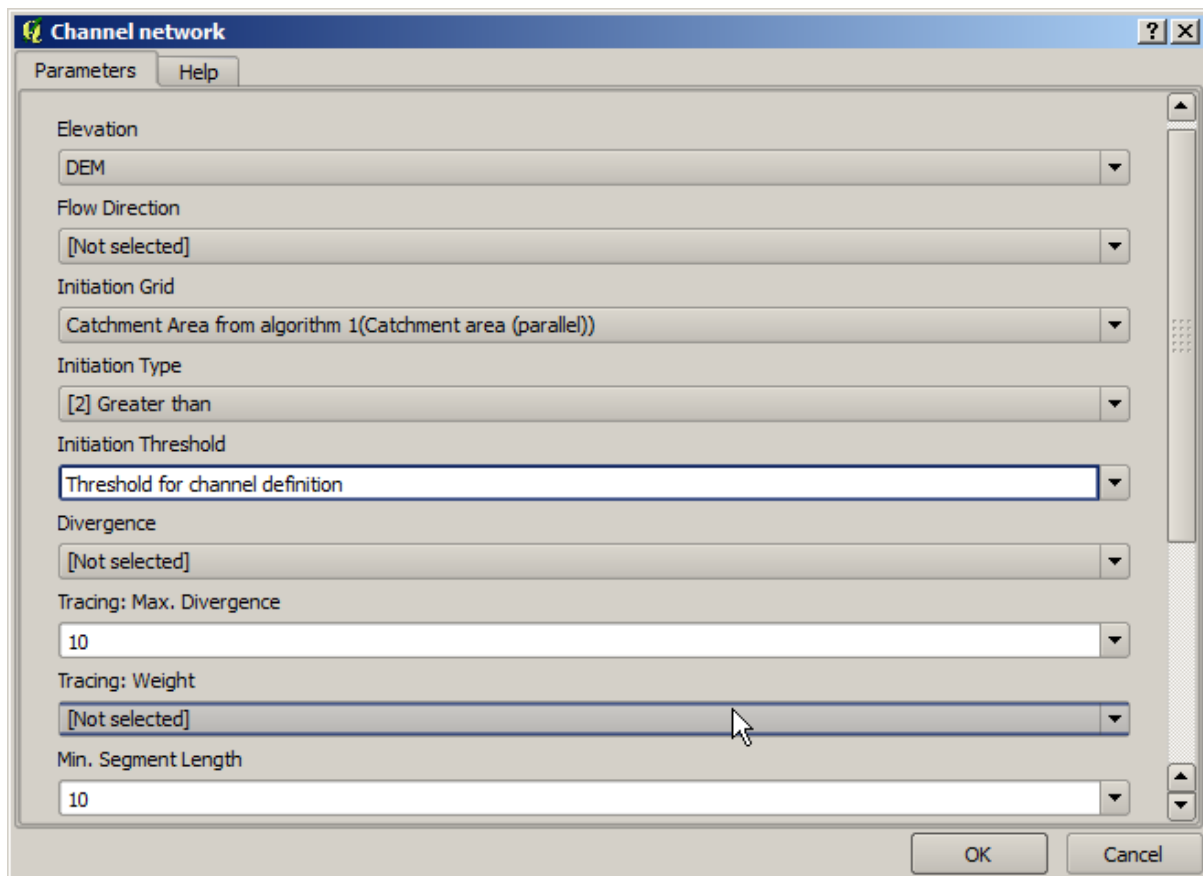 Channel network
Parameters Help
Elevation
DEM
Flow Direction
[Not selected]
Initiation Grid
Catchment Area from algorithm 1(Catchment area (parallel))
Initiation Type
[2] Greater than
Initiation Threshold
Threshold for channel definition
Divergence
[Not selected]
Tracing: Max. Divergence
10
Tracing: Weight
[Not selected]
Min. Segment Length
10
OK Cancel